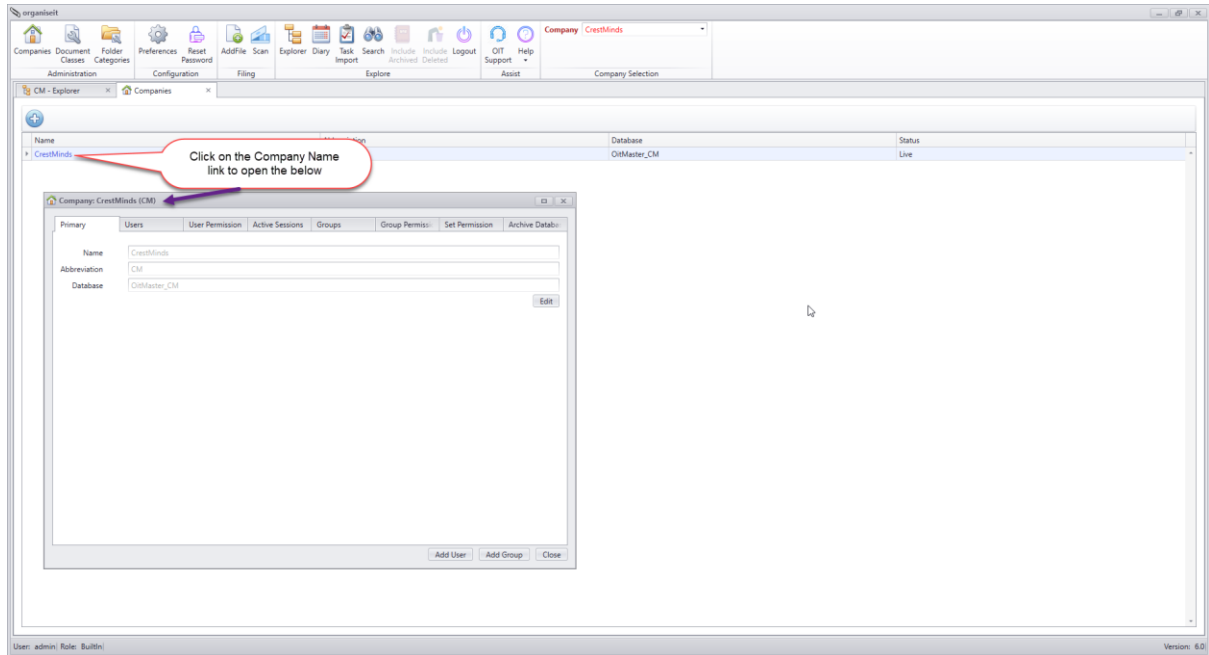 organiseit
Companies Document Classes Folder Categories Preferences Reset Password AddFile Scan Explorer Diary Task Import Search Include Archived Include Deleted Logout OIT Support Help
Company CrestMinds
Administration Configuration Filing Explore Assist Company Selection
CM - Explorer × Companies ×
Name Database Status
CrestMinds OitMaster_CM Live
Click on the Company Name
link to open the below
Company: CrestMinds (CM)
Primary Users User Permission Active Sessions Groups Group Permissi Set Permission Archive Databa
Name CrestMinds
Abbreviation CM
Database OitMaster_CM
Edit
Add User Add Group Close
User: admin Role: BuiltIn Version: 6.0